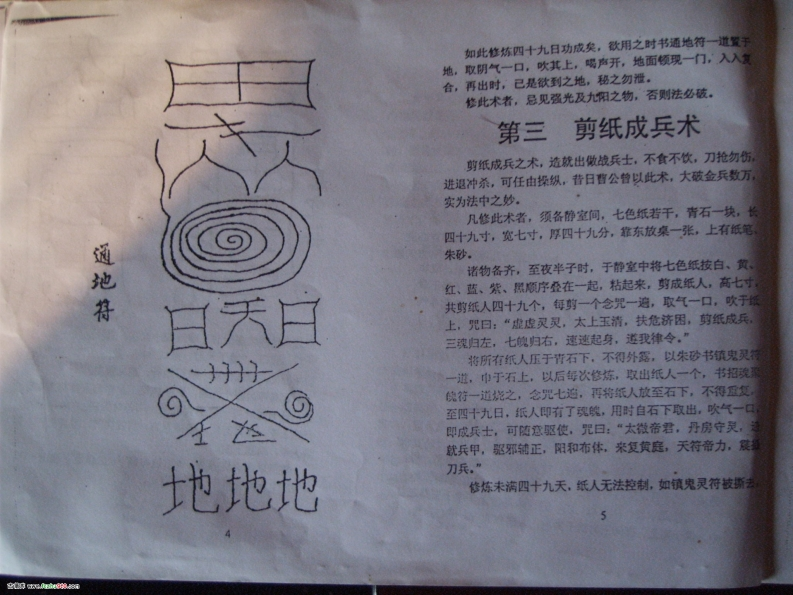 通地符
日天日
地地地
4
如此修炼四十九日功成矣，欲用之时书通地符一道置于
地，取阴气一口，吹其上，喝声开，地面顿现一门，入入复
合，再出时，已是欲到之地，秘之勿泄。
修此术者，忌见强光及九阳之物，否则法必破。
第三 剪纸成兵术
剪纸成兵之术，造就出做战兵士，不食不饮，刀抢勿伤，
进退冲杀，可任由操纵，昔日曹公曾以此术，大破金兵数万，
实为法中之妙。
凡修此术者，须备静室间，七色纸若干，青石一块，长
四十九寸，宽七寸，厚四十九分，靠东放桌一张，上有纸笔、
朱砂。
诸物备齐，至夜半子时，于静室中将七色纸按白、黄、
红、蓝、紫、黑顺序叠在一起，粘起来，剪成纸人，高七寸，
共剪纸人四十九个，每剪一个念咒一遍，取气一口，吹于纸
上，咒曰：“虚虚灵灵，太上玉清，扶危济困，剪纸成兵，
三魂归左，七魄归右，速速起身，遵我律令。”
将所有纸人压于青石下，不得外露，以朱砂书镇鬼灵符
一道，巾于石上，以后每次修炼，取出纸人一个，书招魂
符一道烧之，念咒七遍，再将纸人放至石下，不得重复，
至四十九日，纸人即有了魂魄，用时自石下取出，吹气一口，
即成兵士，可随意驱使，咒曰：“太微帝君，丹房守灵，
就兵甲，驱邪辅正，阳和布体，来复黄庭，天符帝力，
刀兵。”
修炼未满四十九天，纸人无法控制，如镇鬼灵符被撕去，
5